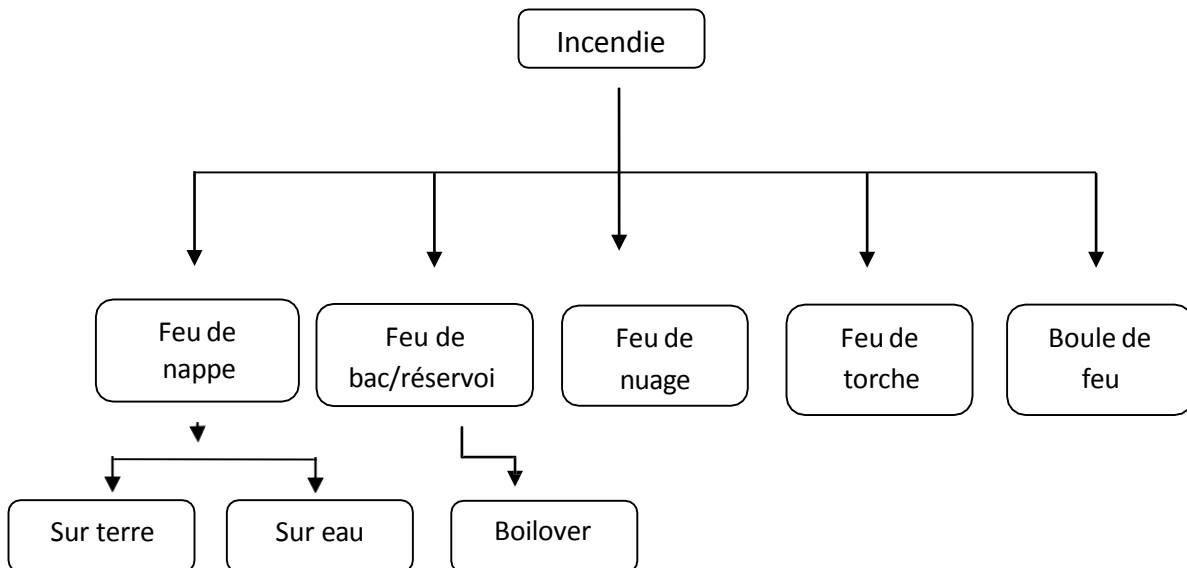 Incendie
Feu de
nappe
Feu de
bac/réservoi
Feu de
nuage
Feu de
torche
Boule de
feu
Sur terre
Sur eau
Boilover